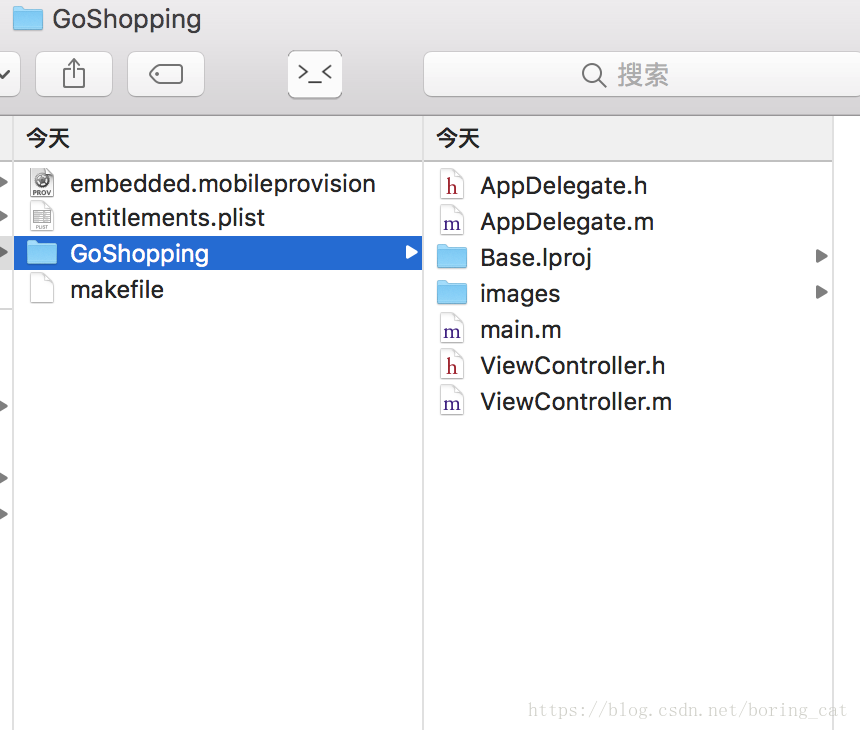 GoShopping
>_<
搜索
今天
embedded.mobileprovision
entitlements.plist
GoShopping
makefile
今天
AppDelegate.h
AppDelegate.m
Base.lproj
images
main.m
ViewController.h
ViewController.m
PROV
PLIST
h
m
m
h
m
https://blog.csdn.net/boring_cat